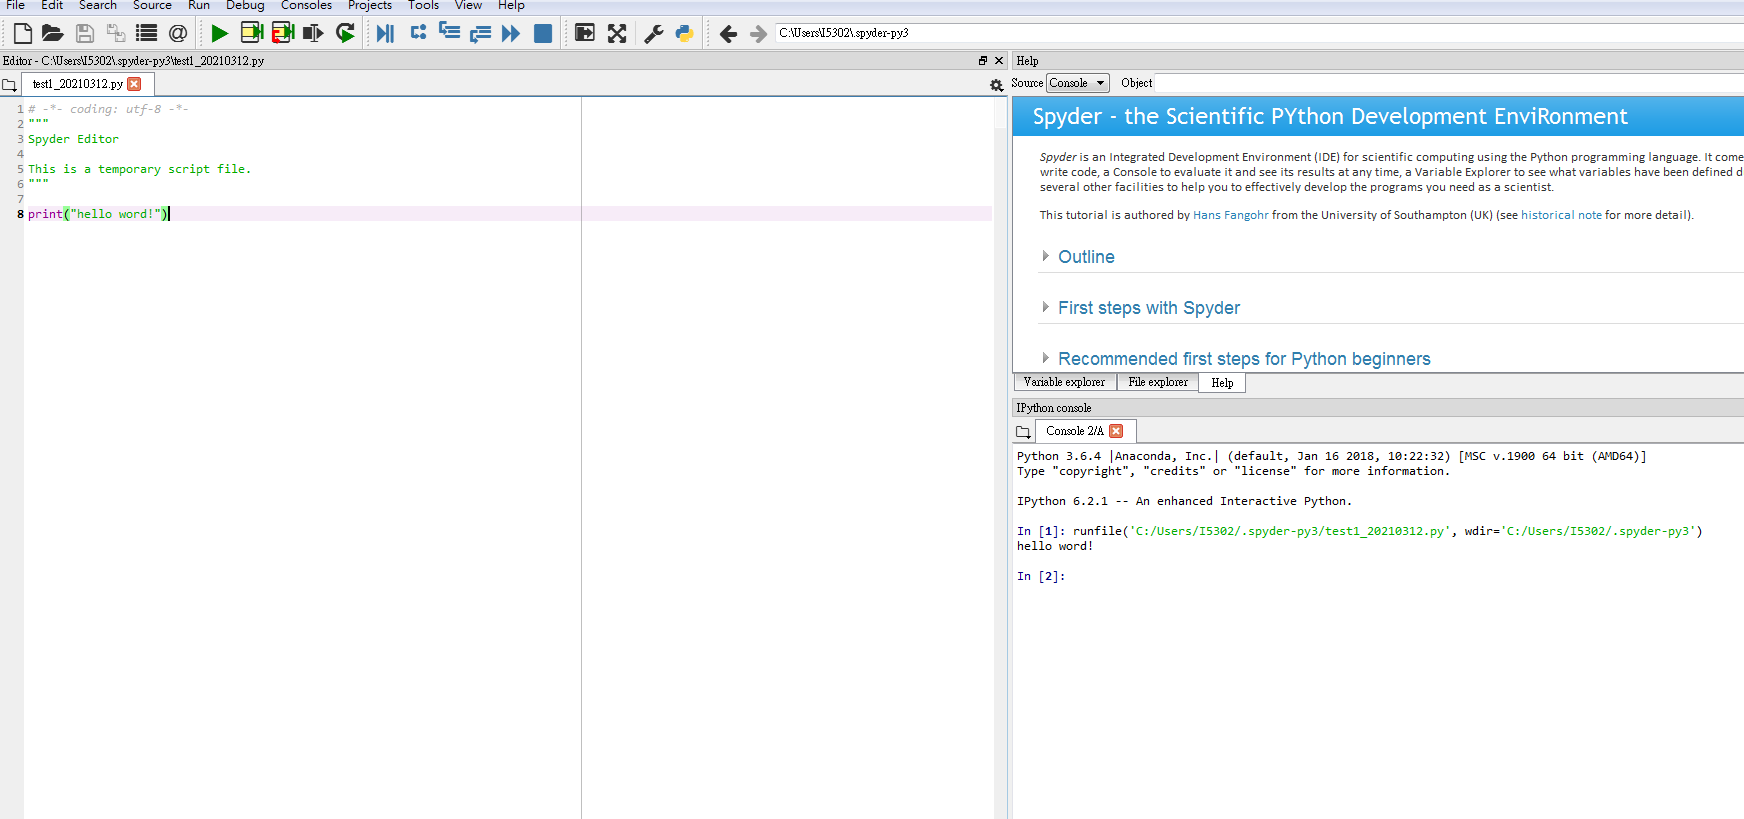 File Edit Search Source Run Debug Consoles Projects Tools View Help
C:\Users\I5302\.spyder-py3
Editor - C:\Users\I5302\.spyder-py3\test1_20210312.py
test1_20210312.py
1 # -*- coding: utf-8 -*-
2 """
3 Spyder Editor
4
5 This is a temporary script file.
6 """
7
8 print("hello word!")
Help
Source Console Object
Spyder - the Scientific PYthon Development EnviRonment
Spyder is an Integrated Development Environment (IDE) for scientific computing using the Python programming language. It come
write code, a Console to evaluate it and see its results at any time, a Variable Explorer to see what variables have been defined d
several other facilities to help you to effectively develop the programs you need as a scientist.
This tutorial is authored by Hans Fangohr from the University of Southampton (UK) (see historical note for more detail).
Outline
First steps with Spyder
Recommended first steps for Python beginners
Variable explorer File explorer Help
IPython console
Console 2/A
Python 3.6.4 |Anaconda, Inc.| (default, Jan 16 2018, 10:22:32) [MSC v.1900 64 bit (AMD64)]
Type "copyright", "credits" or "license" for more information.
IPython 6.2.1 -- An enhanced Interactive Python.
In [1]: runfile('C:/Users/I5302/.spyder-py3/test1_20210312.py', wdir='C:/Users/I5302/.spyder-py3')
hello word!
In [2]: